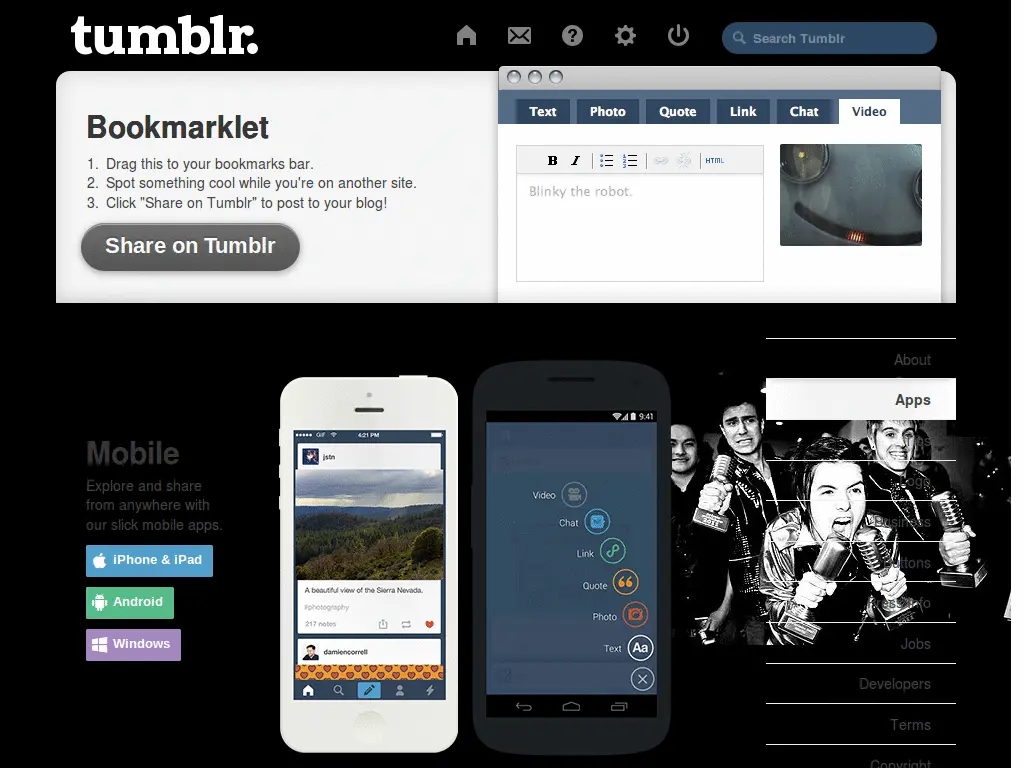 tumblr.
Search Tumblr
Bookmarklet
1. Drag this to your bookmarks bar.
2. Spot something cool while you're on another site.
3. Click "Share on Tumblr" to post to your blog!
Share on Tumblr
Text Photo Quote Link Chat Video
B I HTML
Blinky the robot.
About
Apps
Business
Jobs
Developers
Terms
Copyright
Mobile
Explore and share
from anywhere with
our slick mobile apps.
iPhone & iPad
Android
Windows
GIF 4:21 PM
jstn
A beautiful view of the Sierra Nevada.
#photography
217 notes
damiencorrell
9:41
Video
Chat
Link
Quote
Photo
Text Aa